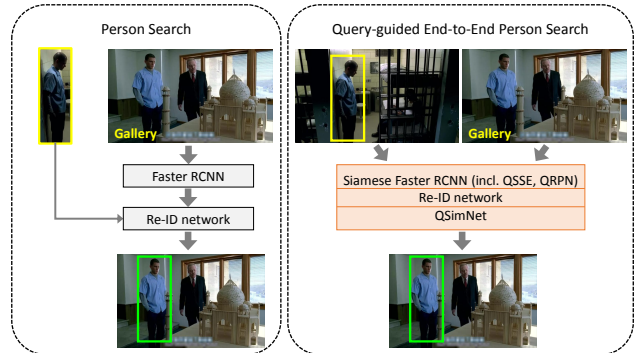 Person Search
Gallery
Faster RCNN
Re-ID network
Query-guided End-to-End Person Search
Gallery
Siamese Faster RCNN (incl. QSSE, QRPN)
Re-ID network
QSimNet